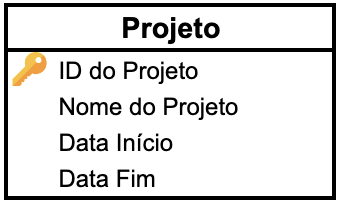 Projeto
ID do Projeto
Nome do Projeto
Data Início
Data Fim